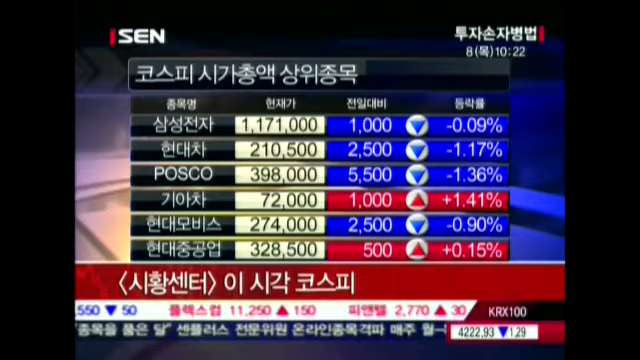 SEN
투자손자병법
8(목)10:22
코스피 시가총액 상위종목
종목명 현재가 전일대비 등락률
삼성전자 1,171,000 1,000 ▼ -0.09%
현대차 210,500 2,500 ▼ -1.17%
POSCO 398,000 5,500 ▼ -1.36%
기아차 72,000 1,000 ▲ +1.41%
현대모비스 274,000 2,500 ▼ -0.90%
현대중공업 328,500 500 ▲ +0.15%
〈시황센터〉 이 시각 코스피
550 ▼ 50 플렉스컴 11,250 ▲ 150 피앤텔 2,770 ▲ 30 KRX100
"종목을 품은 달" 센플러스 전문위원 온라인종목격파 매주 월~ 4222.93 ▼1.29